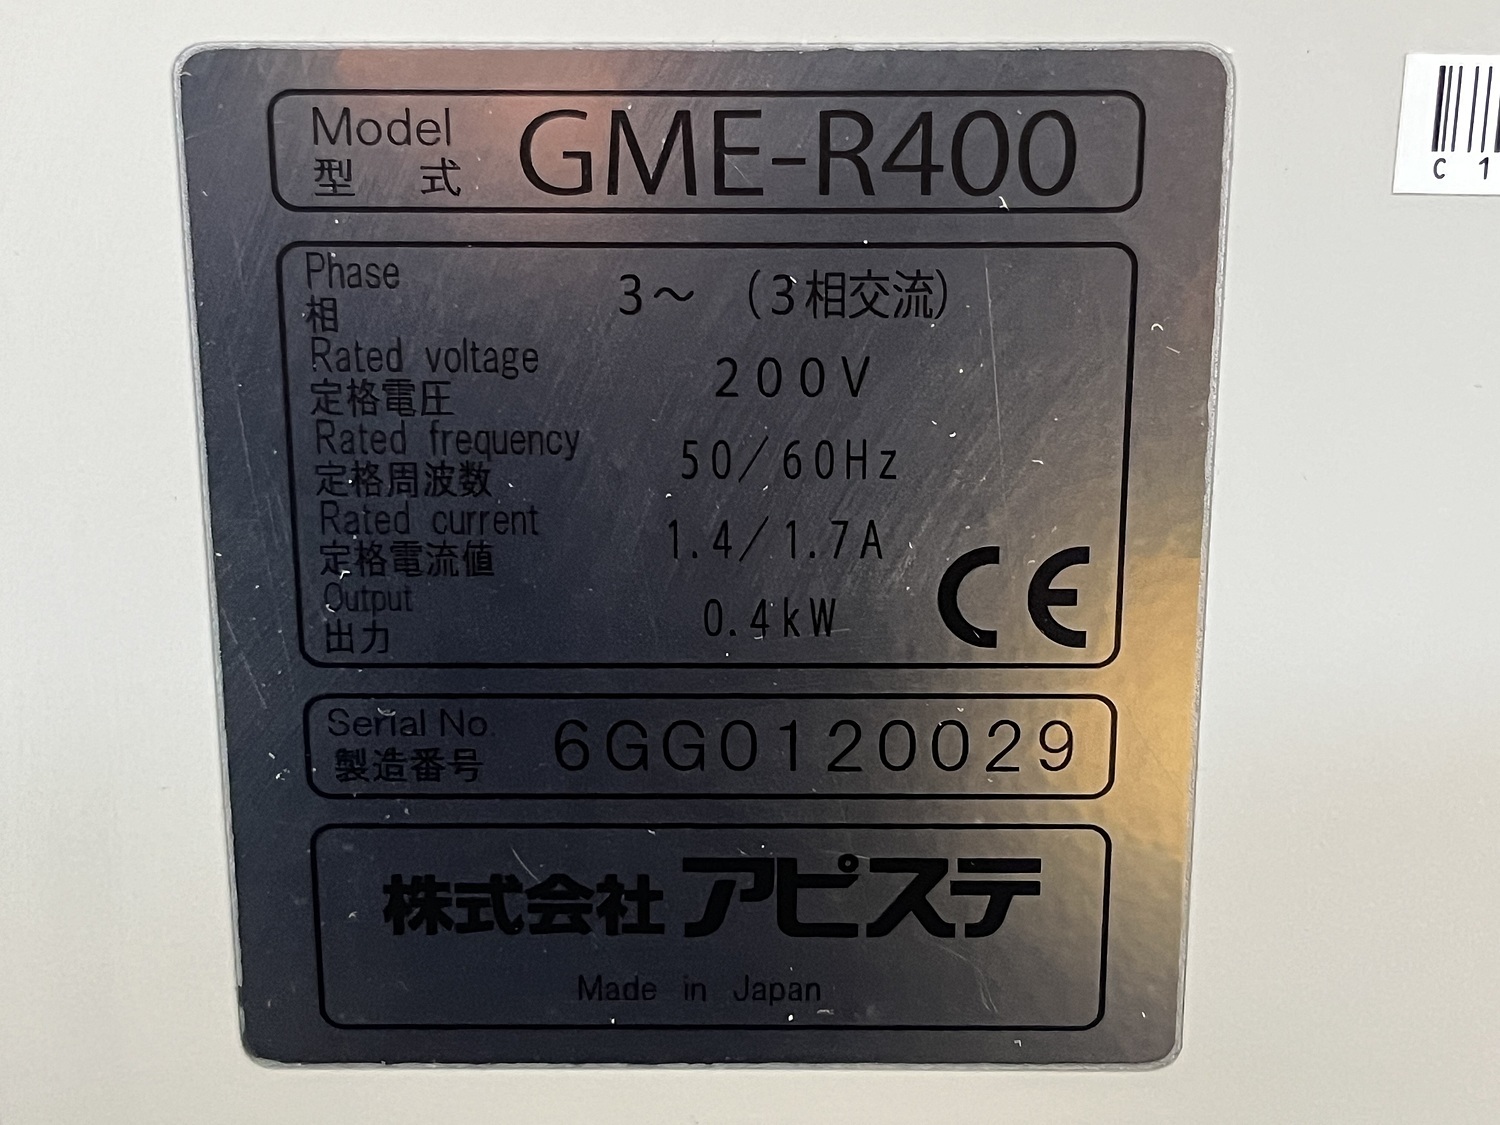 Model
型 式
GME-R400
Phase
相
3～ （3相交流）
Rated voltage
定格電圧
200V
Rated frequency
定格周波数
50/60Hz
Rated current
定格電流値
1.4/1.7A
Output
出力
0.4kW
CE
Serial No.
製造番号
6GG0120029
株式会社アピステ
Made in Japan
C 1